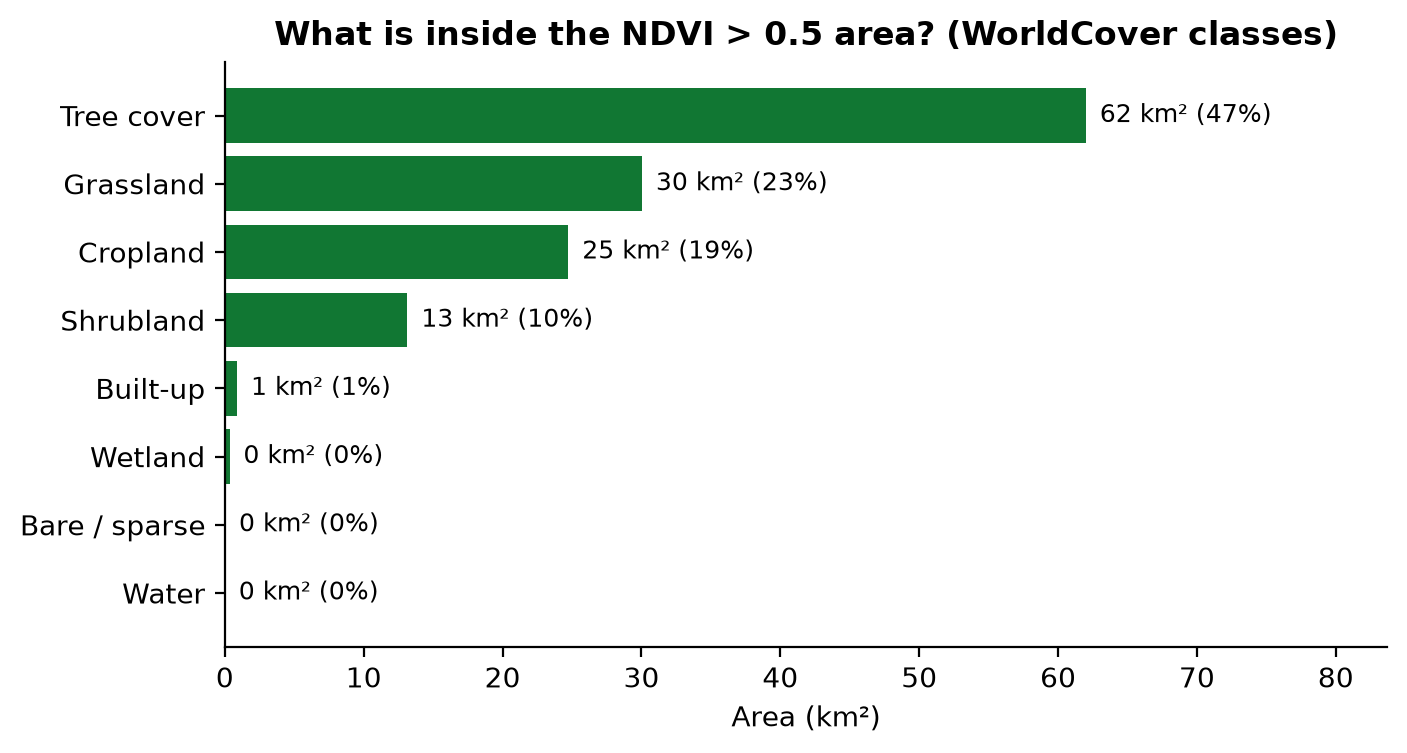 What is inside the NDVI > 0.5 area? (WorldCover classes)
Tree cover 62 km² (47%)
Grassland 30 km² (23%)
Cropland 25 km² (19%)
Shrubland 13 km² (10%)
Built-up 1 km² (1%)
Wetland 0 km² (0%)
Bare / sparse 0 km² (0%)
Water 0 km² (0%)
0 10 20 30 40 50 60 70 80
Area (km²)